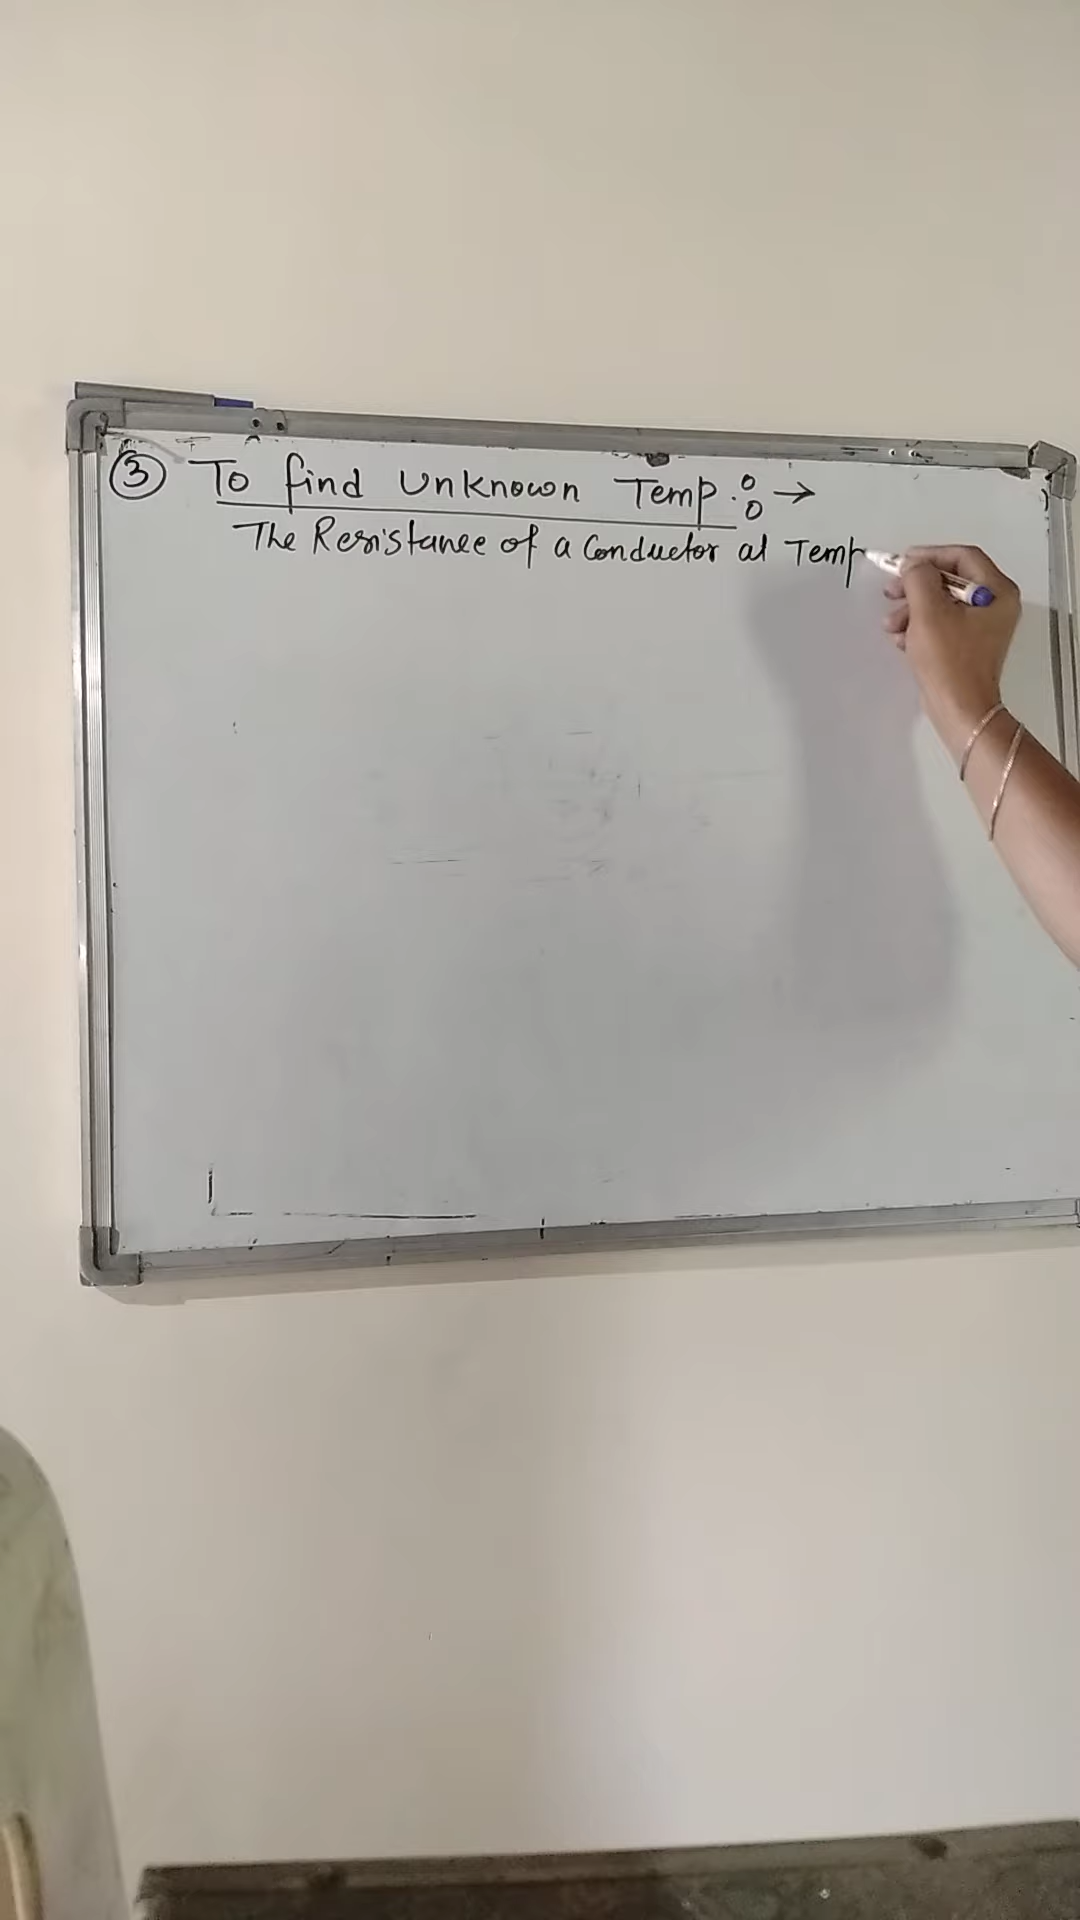 ③ To find unknown Temp. : →
The Resistance of a Conductor at Temp